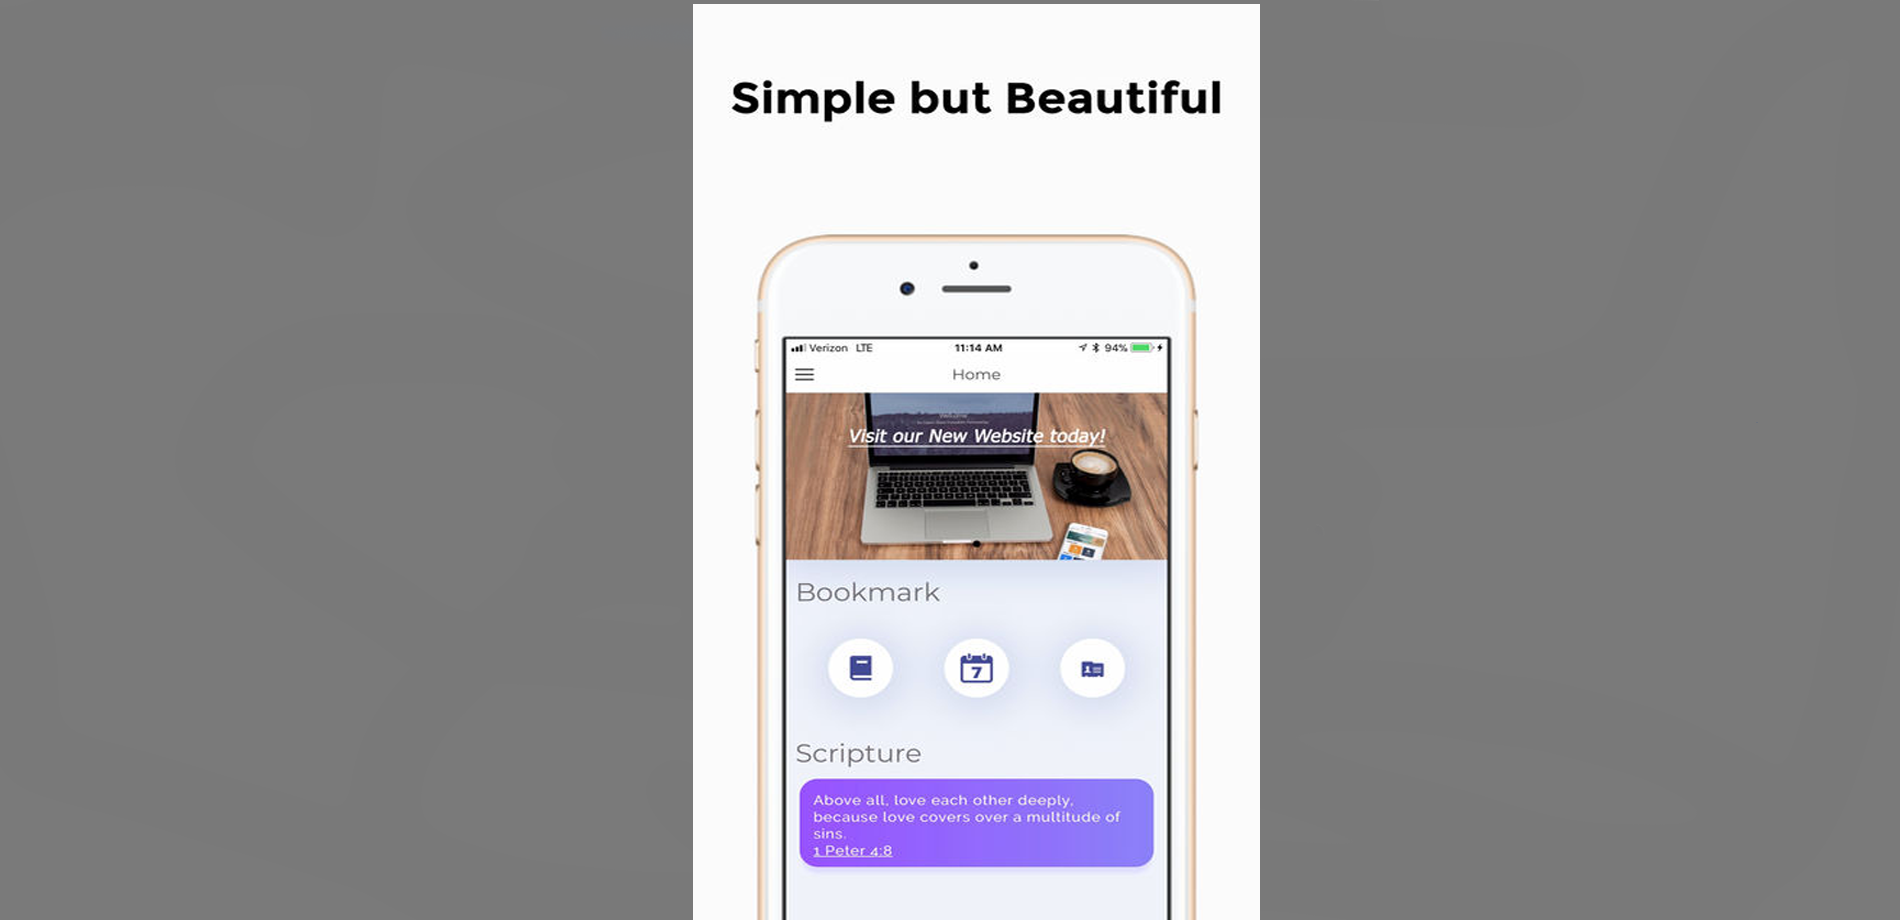 Simple but Beautiful
Verizon LTE 11:14 AM 94%
Home
Visit our New Website today!
Bookmark
7
Scripture
Above all, love each other deeply,
because love covers over a multitude of
sins.
1 Peter 4:8